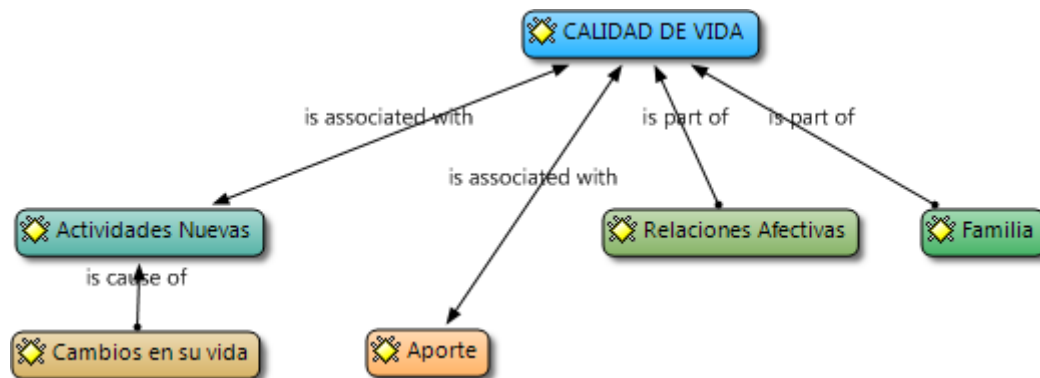 CALIDAD DE VIDA
is associated with
is part of
is part of
is associated with
Actividades Nuevas
Relaciones Afectivas
Familia
is cause of
Cambios en su vida
Aporte